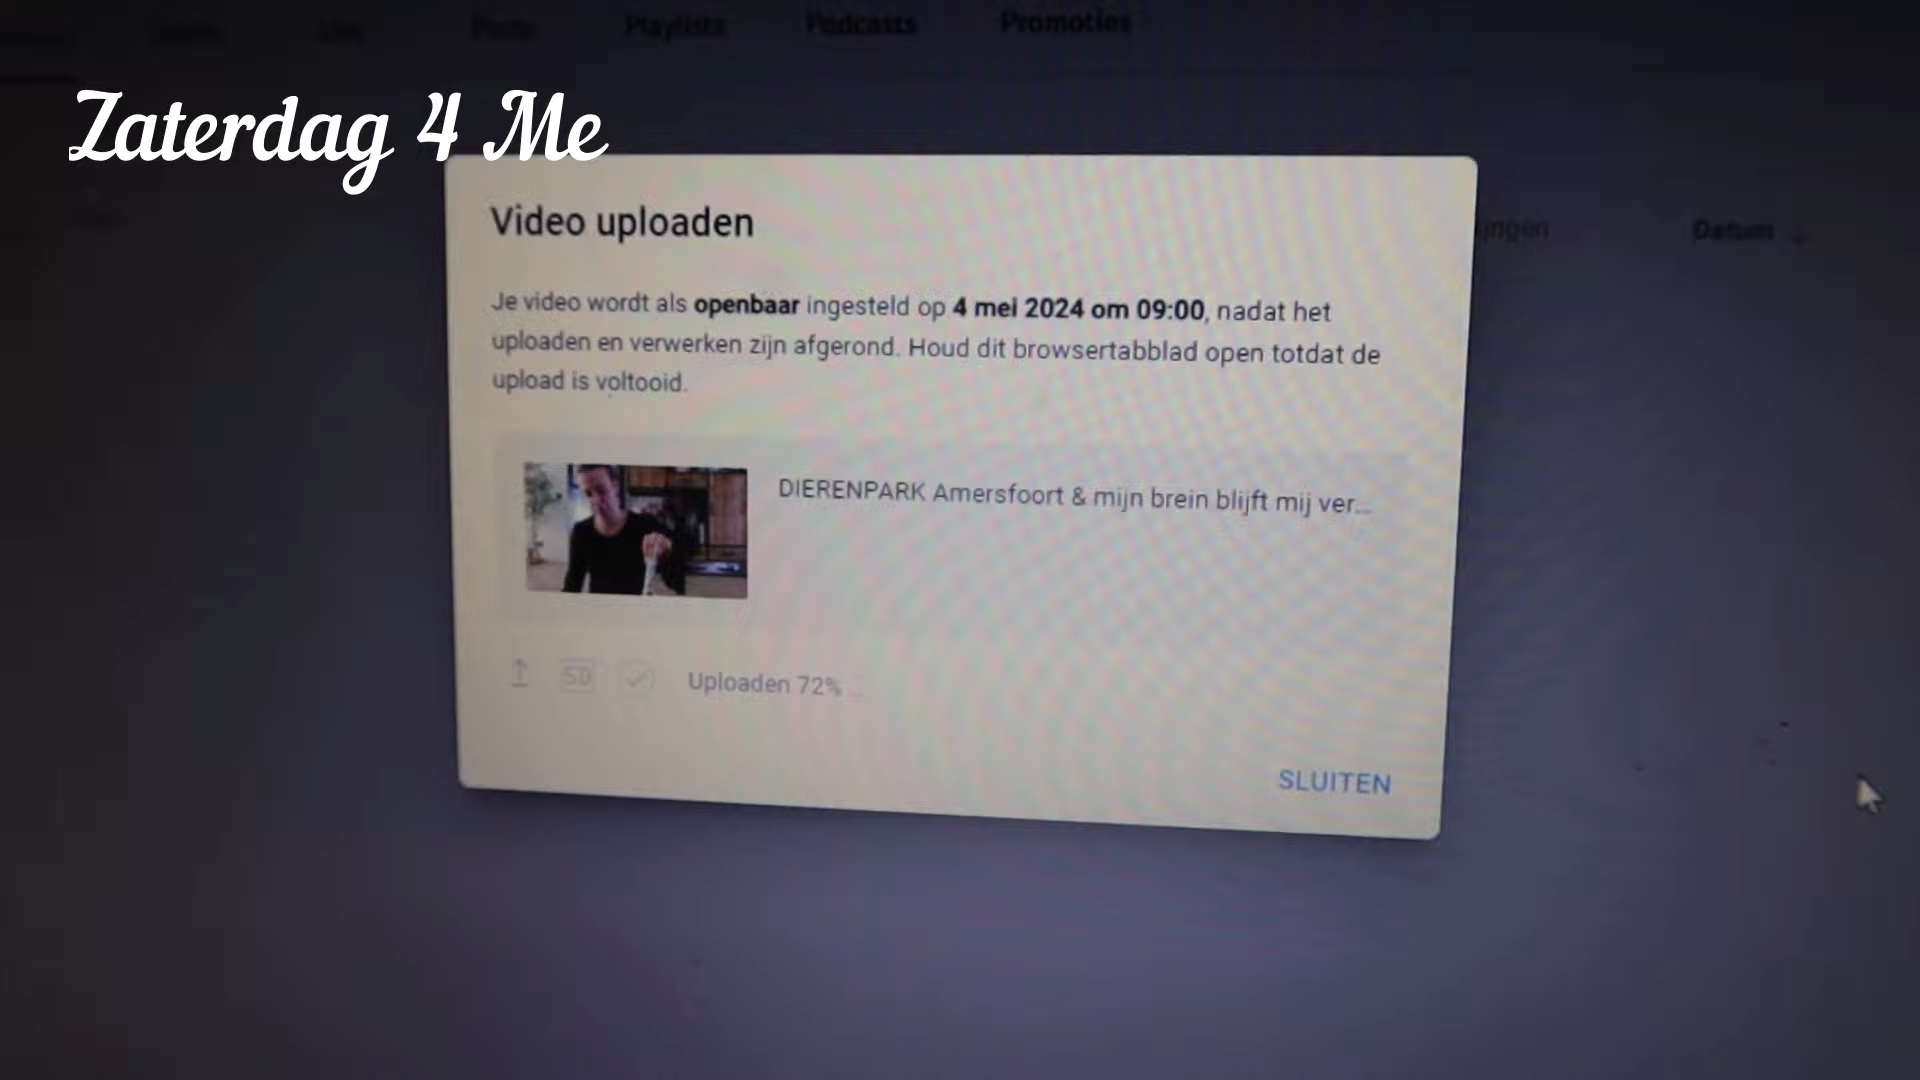 Playlists
Podcasts
Promoties
Zaterdag 4 Me
Video uploaden
Datum
Je video wordt als openbaar ingesteld op 4 mei 2024 om 09:00, nadat het
uploaden en verwerken zijn afgerond. Houd dit browsertabblad open totdat de
upload is voltooid.
DIERENPARK Amersfoort & mijn brein blijft mij ver...
SD
Uploaden 72% ...
SLUITEN